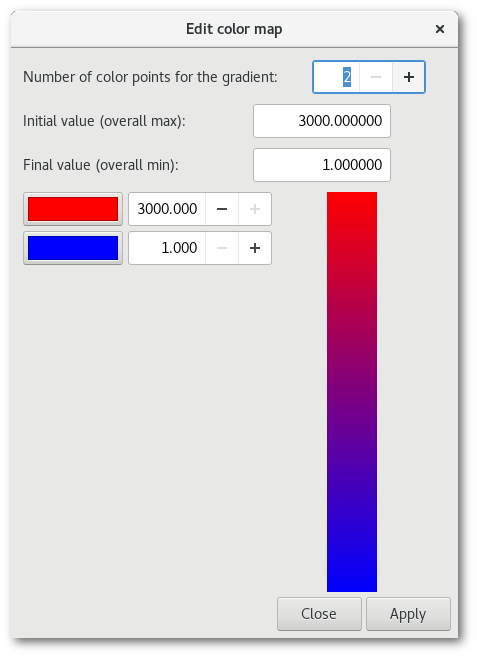 Edit color map ×
Number of color points for the gradient: 2 − +
Initial value (overall max): 3000.000000
Final value (overall min): 1.000000
3000.000 − +
1.000 − +
Close Apply